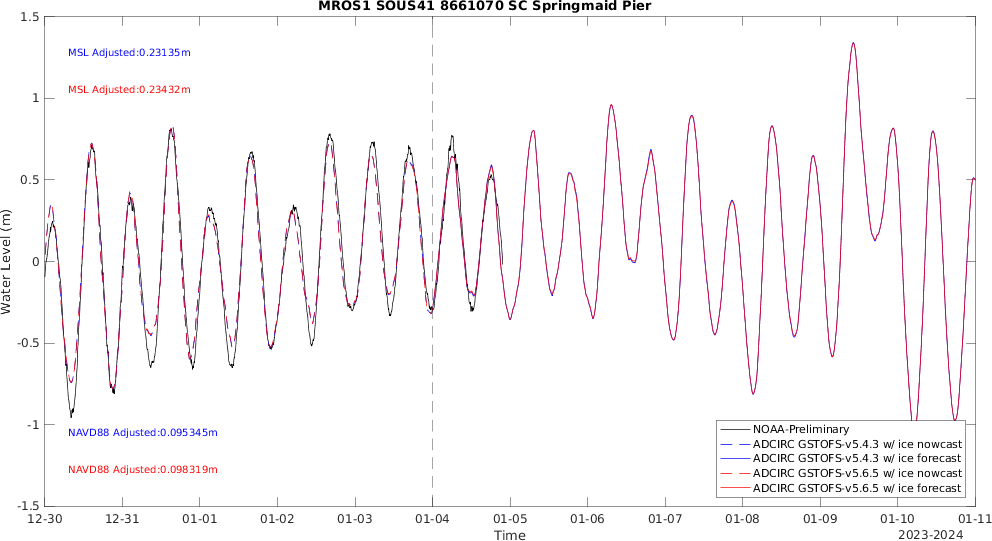 MROS1 SOUS41 8661070 SC Springmaid Pier
1.5
1
0.5
0
-0.5
-1
-1.5
Water Level (m)
MSL Adjusted:0.23135m
MSL Adjusted:0.23432m
NAVD88 Adjusted:0.095345m
NAVD88 Adjusted:0.098319m
NOAA-Preliminary
ADCIRC GSTOFS-v5.4.3 w/ ice nowcast
ADCIRC GSTOFS-v5.4.3 w/ ice forecast
ADCIRC GSTOFS-v5.6.5 w/ ice nowcast
ADCIRC GSTOFS-v5.6.5 w/ ice forecast
12-30 12-31 01-01 01-02 01-03 01-04 01-05 01-06 01-07 01-08 01-09 01-10 01-11
Time
2023-2024